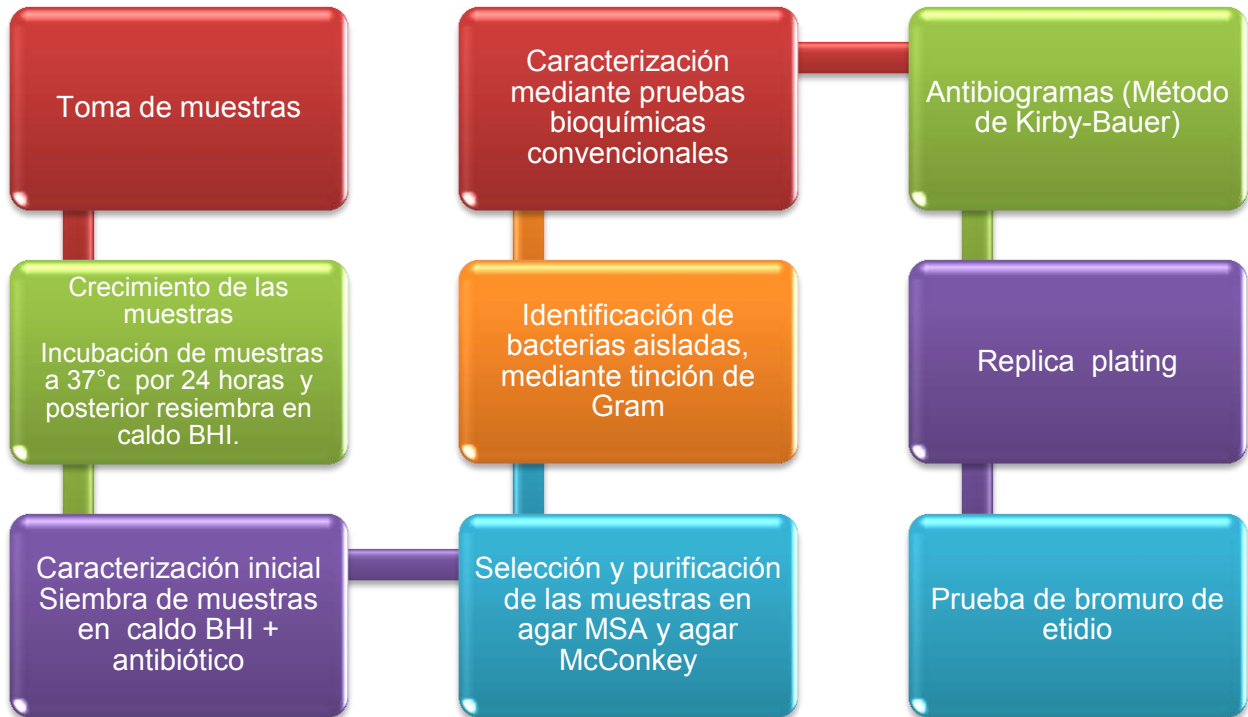 Toma de muestras
Crecimiento de las
muestras
Incubación de muestras
a 37°c por 24 horas y
posterior resiembra en
caldo BHI.
Caracterización inicial
Siembra de muestras
en caldo BHI +
antibiótico
Selección y purificación
de las muestras en
agar MSA y agar
McConkey
Identificación de
bacterias aisladas,
mediante tinción de
Gram
Caracterización
mediante pruebas
bioquímicas
convencionales
Antibiogramas (Método
de Kirby-Bauer)
Replica plating
Prueba de bromuro de
etidio